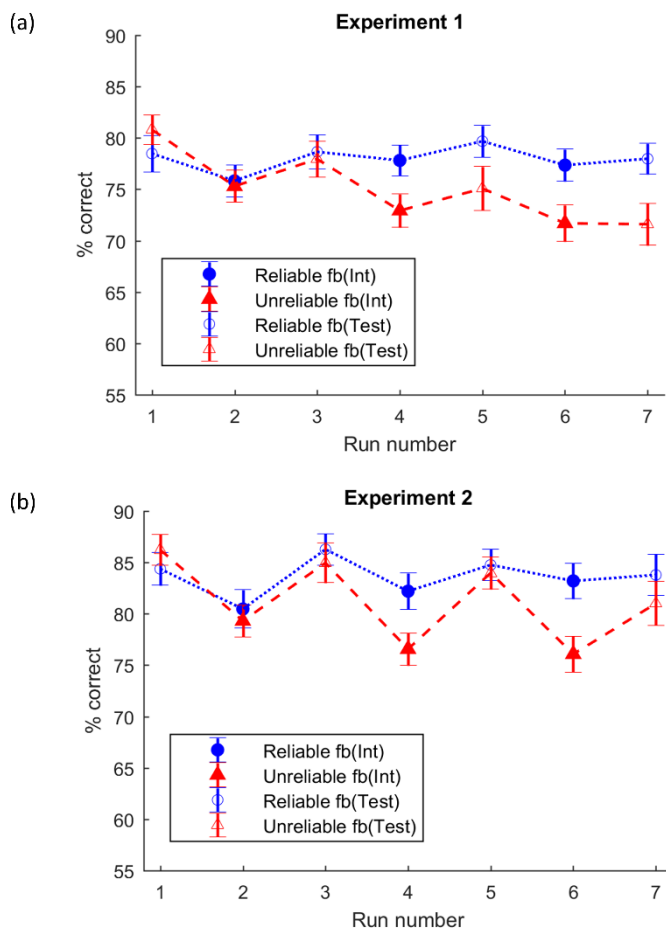 (a)
Experiment 1
90
85
80
75
70
65
60
55
% correct
Reliable fb(Int)
Unreliable fb(Int)
Reliable fb(Test)
Unreliable fb(Test)
1 2 3 4 5 6 7
Run number
(b)
Experiment 2
90
85
80
75
70
65
60
55
% correct
Reliable fb(Int)
Unreliable fb(Int)
Reliable fb(Test)
Unreliable fb(Test)
1 2 3 4 5 6 7
Run number